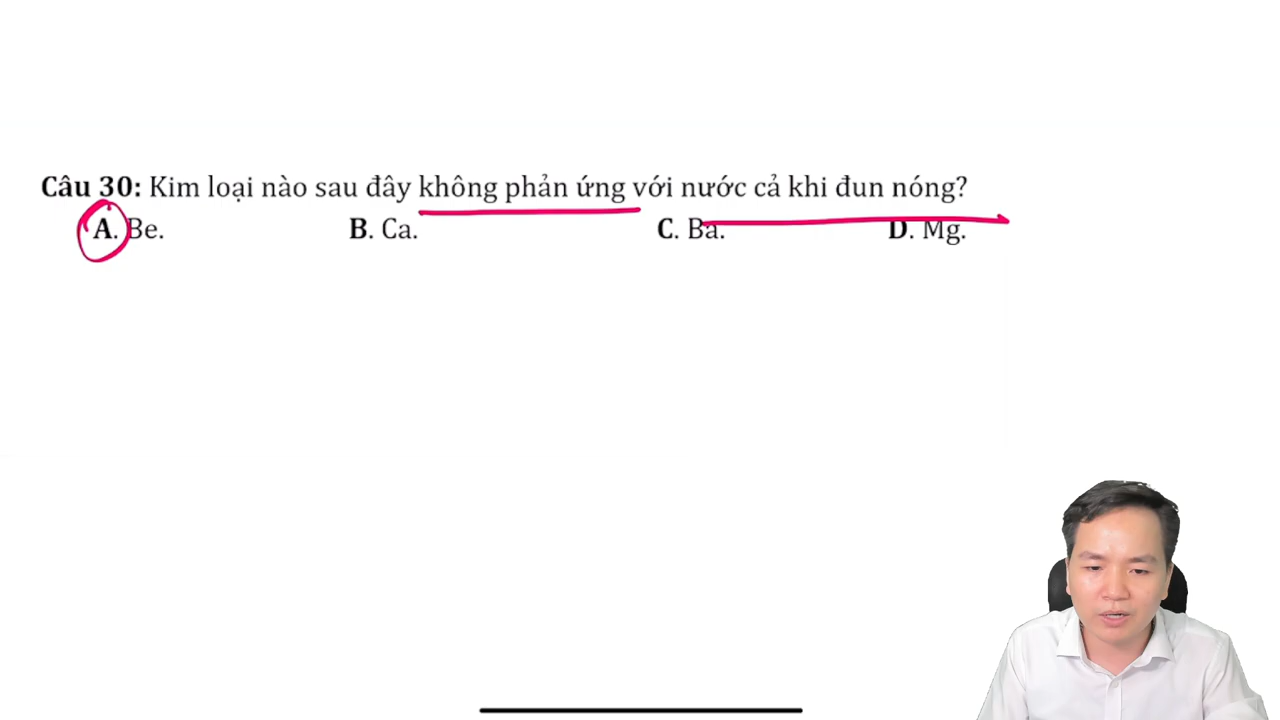 Câu 30: Kim loại nào sau đây không phản ứng với nước cả khi đun nóng?
A. Be. B. Ca. C. Ba. D. Mg.